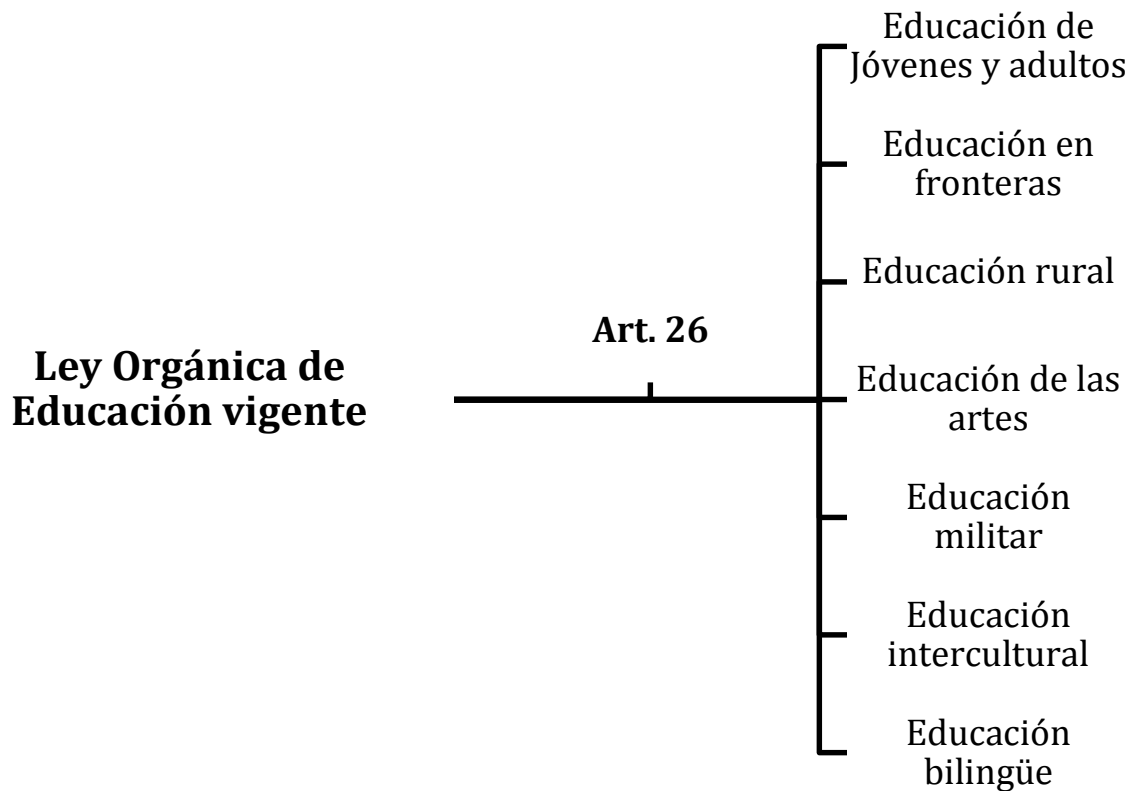 Ley Orgánica de
Educación vigente
Art. 26
Educación de
Jóvenes y adultos
Educación en
fronteras
Educación rural
Educación de las
artes
Educación
militar
Educación
intercultural
Educación
bilingüe